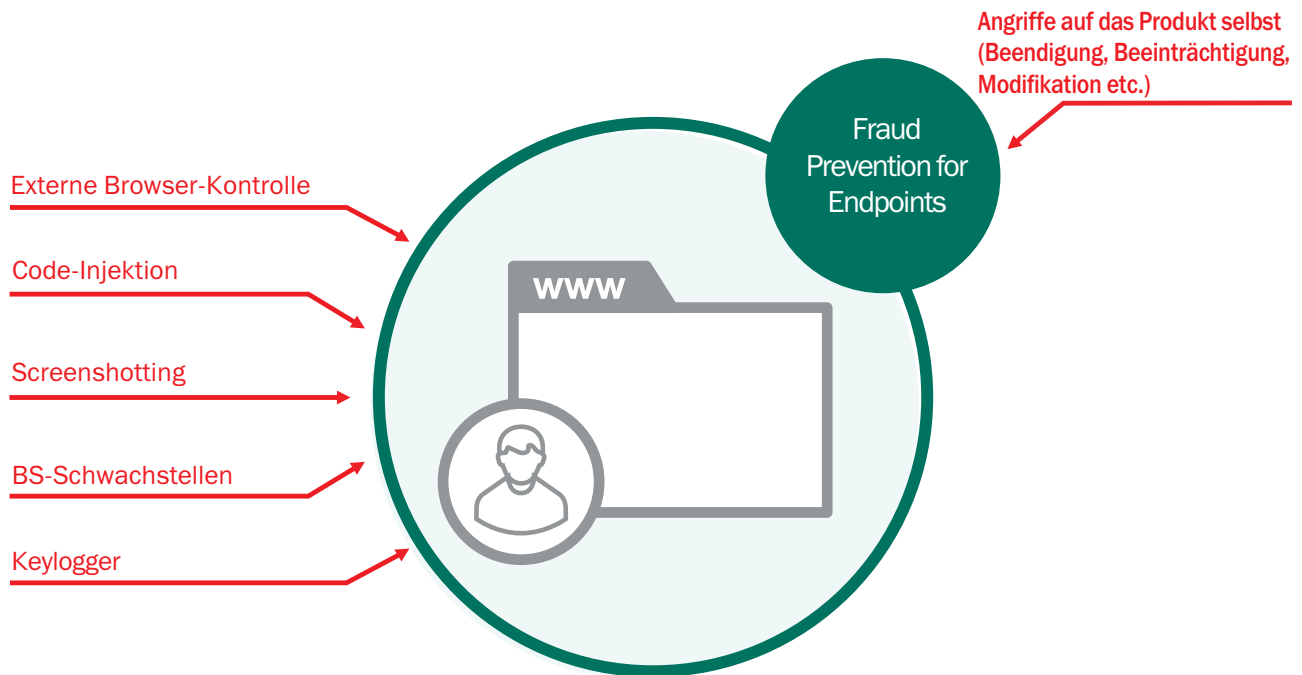 Angriffe auf das Produkt selbst
(Beendigung, Beeinträchtigung,
Modifikation etc.)
Fraud
Prevention for
Endpoints
Externe Browser-Kontrolle
Code-Injektion
Screenshotting
BS-Schwachstellen
Keylogger
www